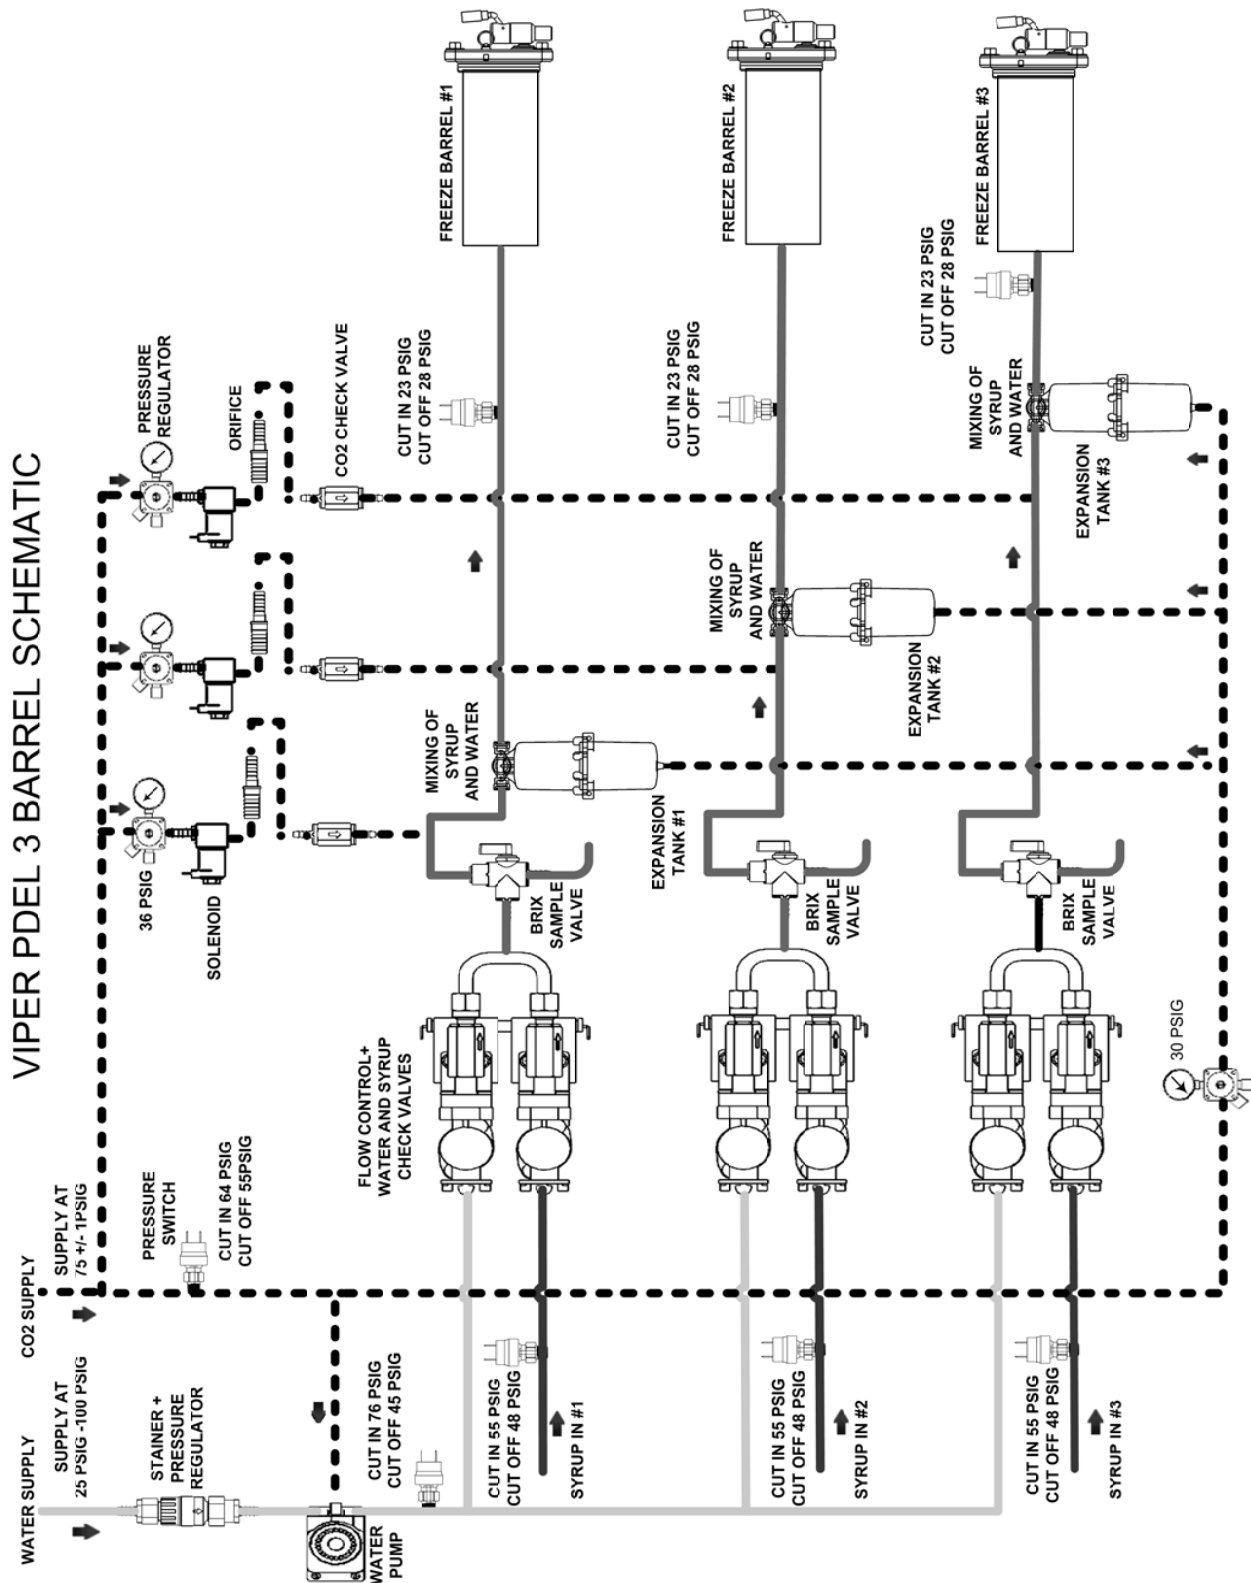 VIPER PDEL 3 BARREL SCHEMATIC
WATER SUPPLY
SUPPLY AT
25 PSIG -100 PSIG
CO2 SUPPLY
SUPPLY AT
75 +/- 1PSIG
STAINER +
PRESSURE
REGULATOR
PRESSURE
SWITCH
CUT IN 64 PSIG
CUT OFF 55PSIG
WATER
PUMP
CUT IN 76 PSIG
CUT OFF 45 PSIG
36 PSIG
SOLENOID
PRESSURE
REGULATOR
ORIFICE
CO2 CHECK VALVE
FLOW CONTROL+
WATER AND SYRUP
CHECK VALVES
CUT IN 55 PSIG
CUT OFF 48 PSIG
SYRUP IN #1
BRIX
SAMPLE
VALVE
MIXING OF
SYRUP
AND WATER
EXPANSION
TANK #1
CUT IN 23 PSIG
CUT OFF 28 PSIG
FREEZE BARREL #1
CUT IN 55 PSIG
CUT OFF 48 PSIG
SYRUP IN #2
BRIX
SAMPLE
VALVE
MIXING OF
SYRUP
AND WATER
EXPANSION
TANK #2
CUT IN 23 PSIG
CUT OFF 28 PSIG
FREEZE BARREL #2
CUT IN 55 PSIG
CUT OFF 48 PSIG
SYRUP IN #3
BRIX
SAMPLE
VALVE
MIXING OF
SYRUP
AND WATER
EXPANSION
TANK #3
CUT IN 23 PSIG
CUT OFF 28 PSIG
FREEZE BARREL #3
30 PSIG